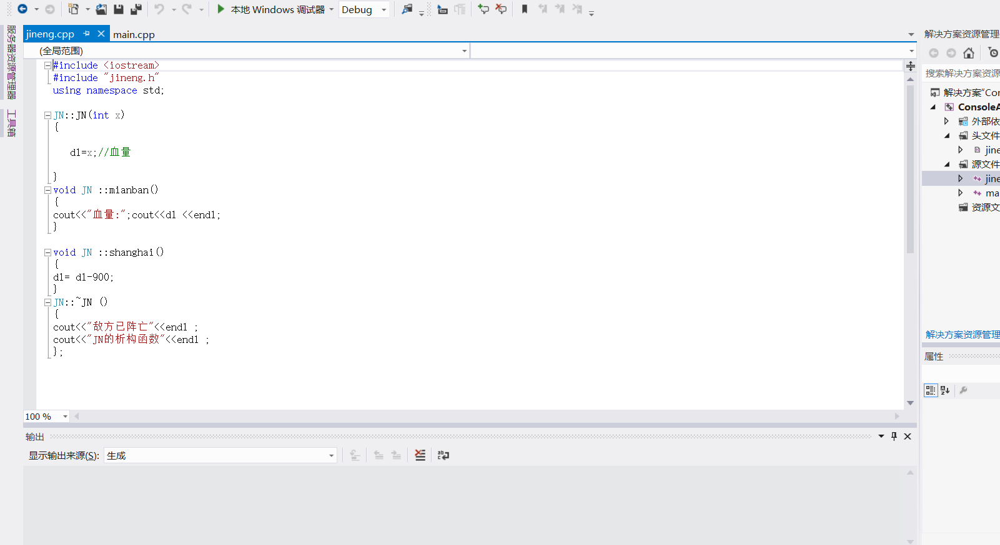 本地 Windows 调试器
Debug
服务器资源管理器
工具箱
jineng.cpp
main.cpp
(全局范围)
#include <iostream>
#include "jineng.h"
using namespace std;
JN::JN(int x)
{
d1=x;//血量
}
void JN ::mianban()
{
cout<<"血量:";cout<<d1 <<endl;
}
void JN ::shanghai()
{
d1= d1-900;
}
JN::~JN ()
{
cout<<"敌方已阵亡"<<endl ;
cout<<"JN的析构函数"<<endl ;
};
100 %
输出
显示输出来源(S):
生成
解决方案资源管理
搜索解决方案资源
解决方案"Con
ConsoleA
外部依
头文件
jine
源文件
jine
ma
资源文
解决方案资源管理
属性